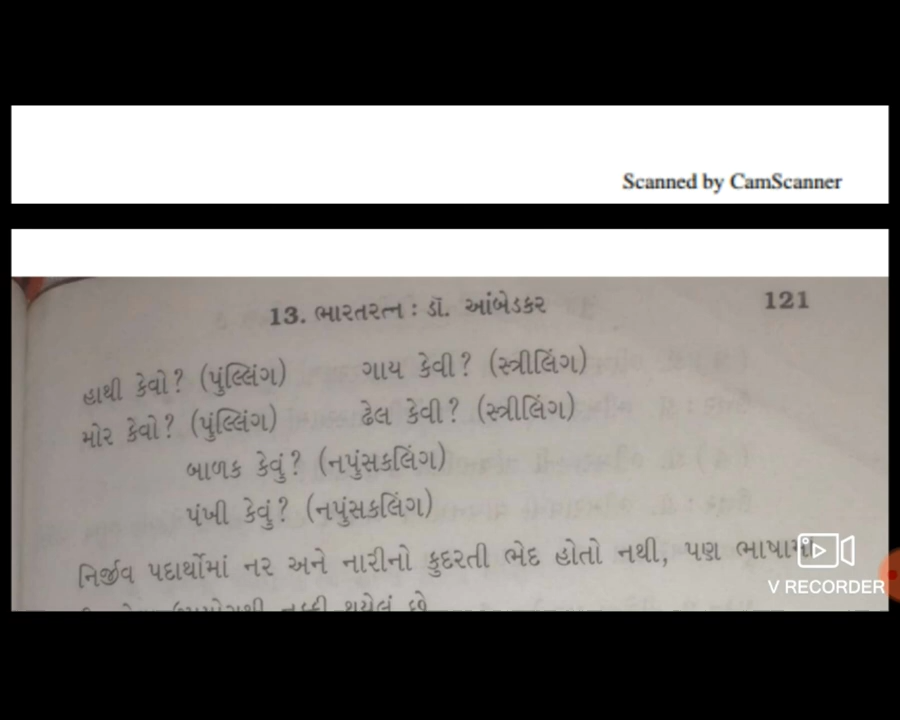 Scanned by CamScanner
13. ભારતરત્ન : ડૉ. આંબેડકર 121
હાથી કેવો? (પુંલ્લિંગ) ગાય કેવી? (સ્ત્રીલિંગ)
મોર કેવો? (પુંલ્લિંગ) ઢેલ કેવી? (સ્ત્રીલિંગ)
બાળક કેવું? (નપુંસકલિંગ)
પંખી કેવું? (નપુંસકલિંગ)
નિર્જીવ પદાર્થોમાં નર અને નારીનો કુદરતી ભેદ હોતો નથી, પણ ભાષામાં
V RECORDER
થયેલું છે